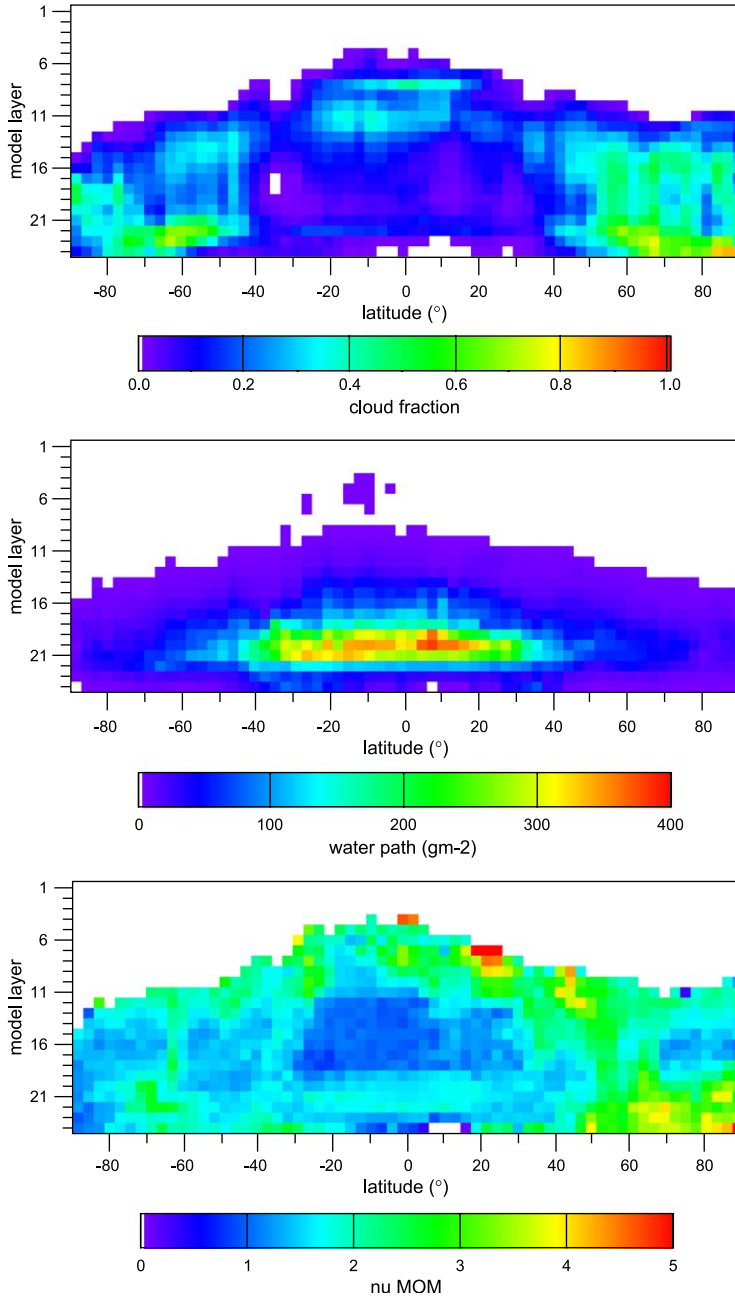 1
6
11
16
21
model layer
-80 -60 -40 -20 0 20 40 60 80
latitude (°)
0.0 0.2 0.4 0.6 0.8 1.0
cloud fraction
1
6
11
16
21
model layer
-80 -60 -40 -20 0 20 40 60 80
latitude (°)
0 100 200 300 400
water path (gm-2)
1
6
11
16
21
model layer
-80 -60 -40 -20 0 20 40 60 80
latitude (°)
0 1 2 3 4 5
nu MOM